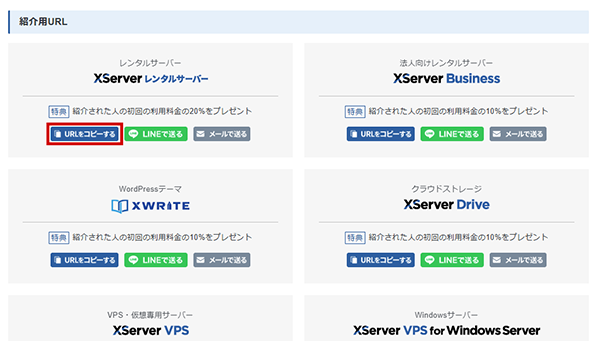 紹介用URL
レンタルサーバー
XServer レンタルサーバー
特典 紹介された人の初回の利用料金の20%をプレゼント
URLをコピーする LINEで送る メールで送る
法人向けレンタルサーバー
XServer Business
特典 紹介された人の初回の利用料金の10%をプレゼント
URLをコピーする LINEで送る メールで送る
WordPressテーマ
XWRITE
特典 紹介された人の初回の利用料金の10%をプレゼント
URLをコピーする LINEで送る メールで送る
クラウドストレージ
XServer Drive
特典 紹介された人の初回の利用料金の10%をプレゼント
URLをコピーする LINEで送る メールで送る
VPS・仮想専用サーバー
XServer VPS
Windowsサーバー
XServer VPS for Windows Server